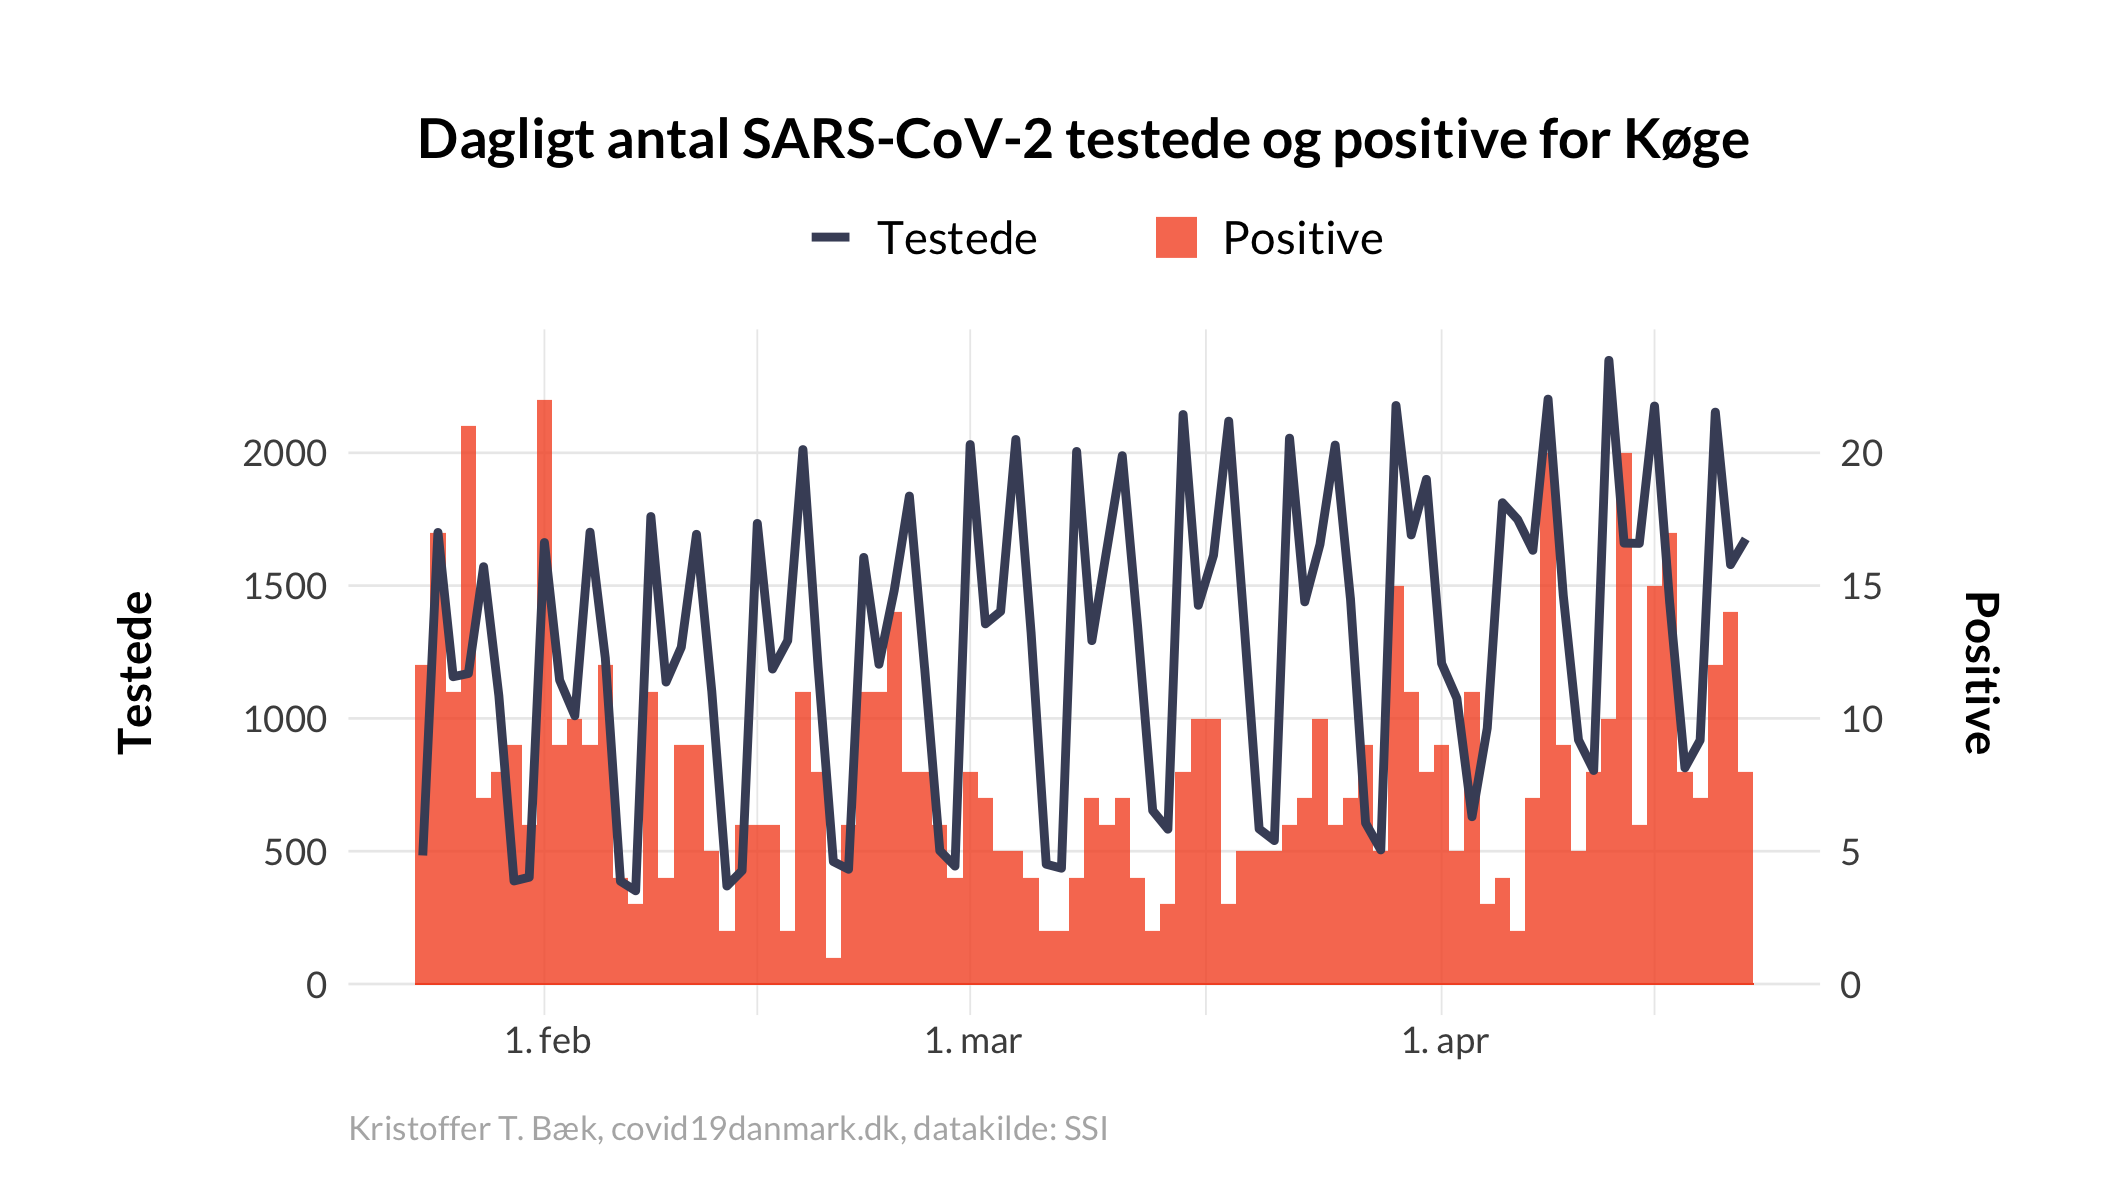 Dagligt antal SARS-CoV-2 testede og positive for Køge
Testede
Positive
2000
1500
1000
500
0
Testede
20
15
10
5
0
Positive
1. feb
1. mar
1. apr
Kristoffer T. Bæk, covid19danmark.dk, datakilde: SSI